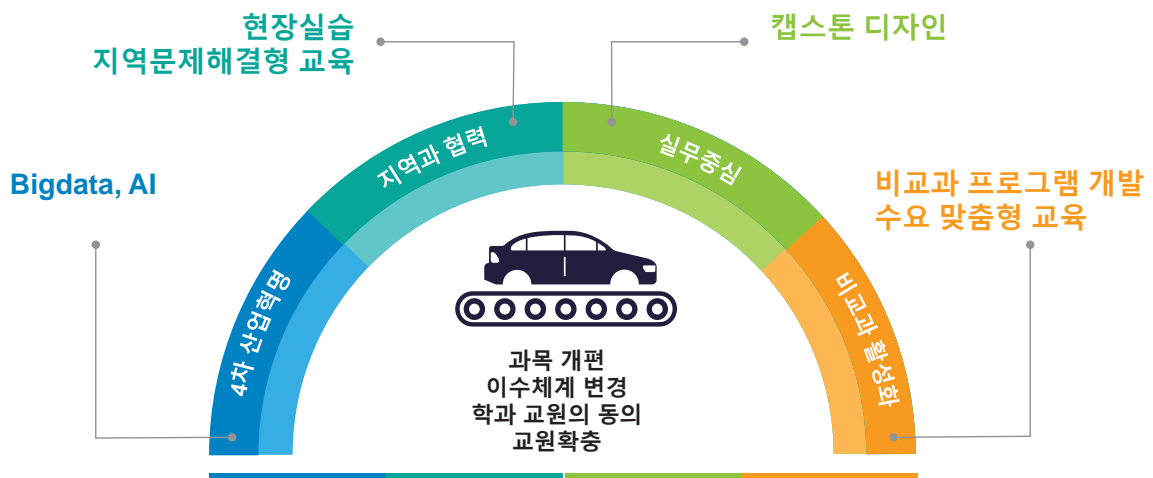 현장실습
지역문제해결형 교육
캡스톤 디자인
Bigdata, AI
비교과 프로그램 개발
수요 맞춤형 교육
4차 산업혁명
지역과 협력
실무중심
비교과 활성화
과목 개편
이수체계 변경
학과 교원의 동의
교원확충